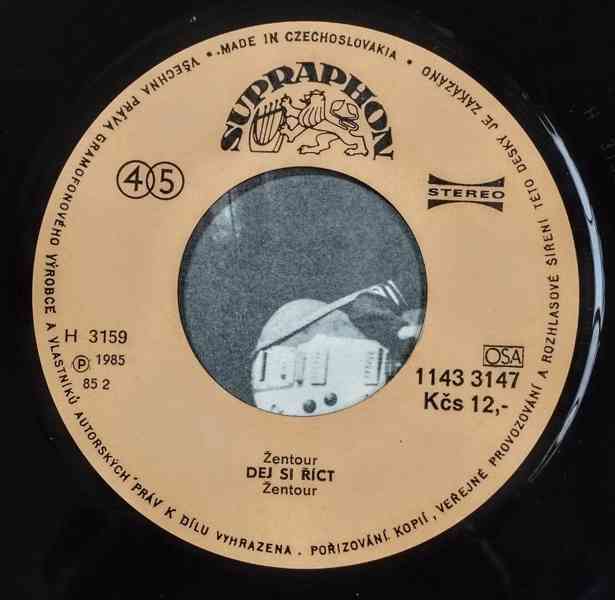 VŠECHNA PRÁVA GRAMOFONOVÉHO VÝROBCE A VLASTNÍKŮ AUTORSKÝCH PRÁV K DÍLU VYHRAZENA. POŘIZOVÁNÍ KOPIÍ, VEŘEJNÉ PROVOZOVÁNÍ A ROZHLASOVÉ ŠÍŘENÍ TÉTO DESKY JE ZAKÁZÁNO • MADE IN CZECHOSLOVAKIA •
SUPRAPHON
45
STEREO
H 3159
Ⓟ 1985
85 2
OSA
1143 3147
Kčs 12,-
Žentour
DEJ SI ŘÍCT
Žentour